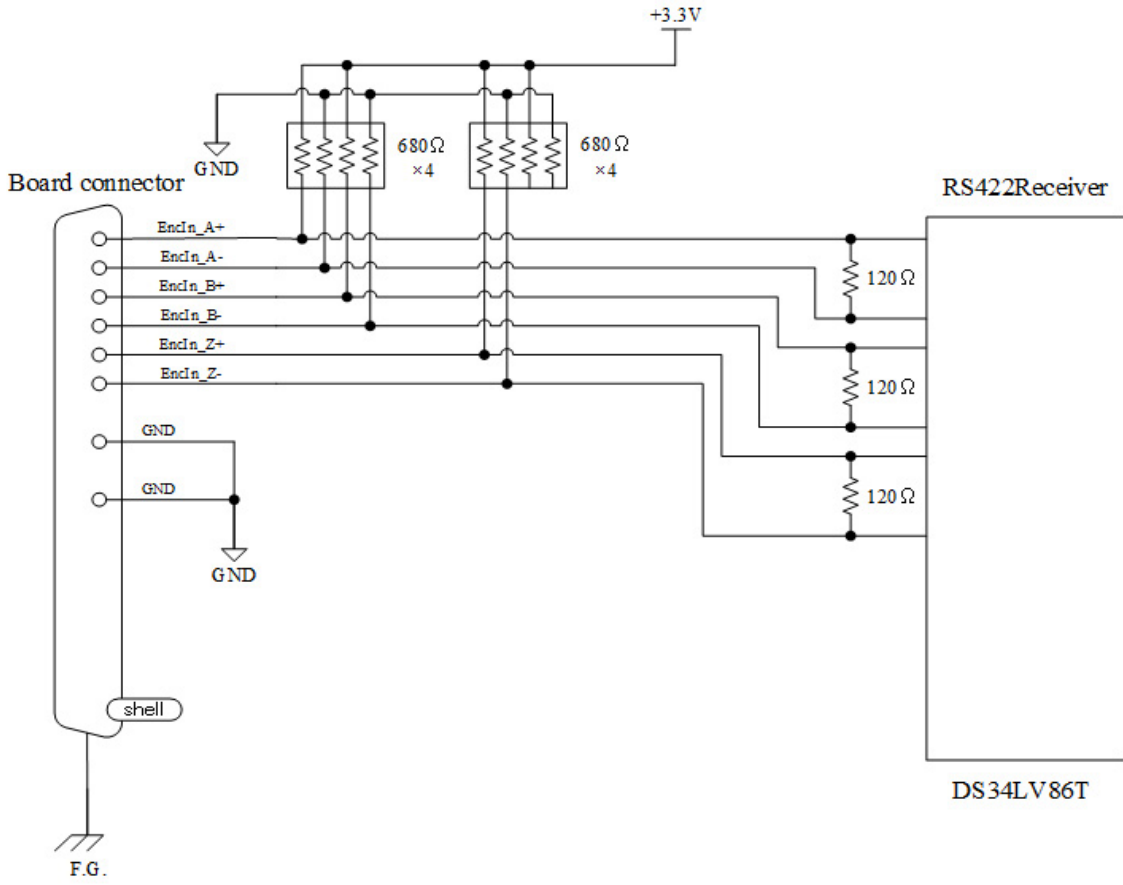 +3.3V
680Ω
×4
680Ω
×4
GND
Board connector
RS422Receiver
EncIn_A+
EncIn_A-
EncIn_B+
EncIn_B-
EncIn_Z+
EncIn_Z-
120Ω
120Ω
120Ω
GND
GND
GND
shell
DS34LV86T
F.G.